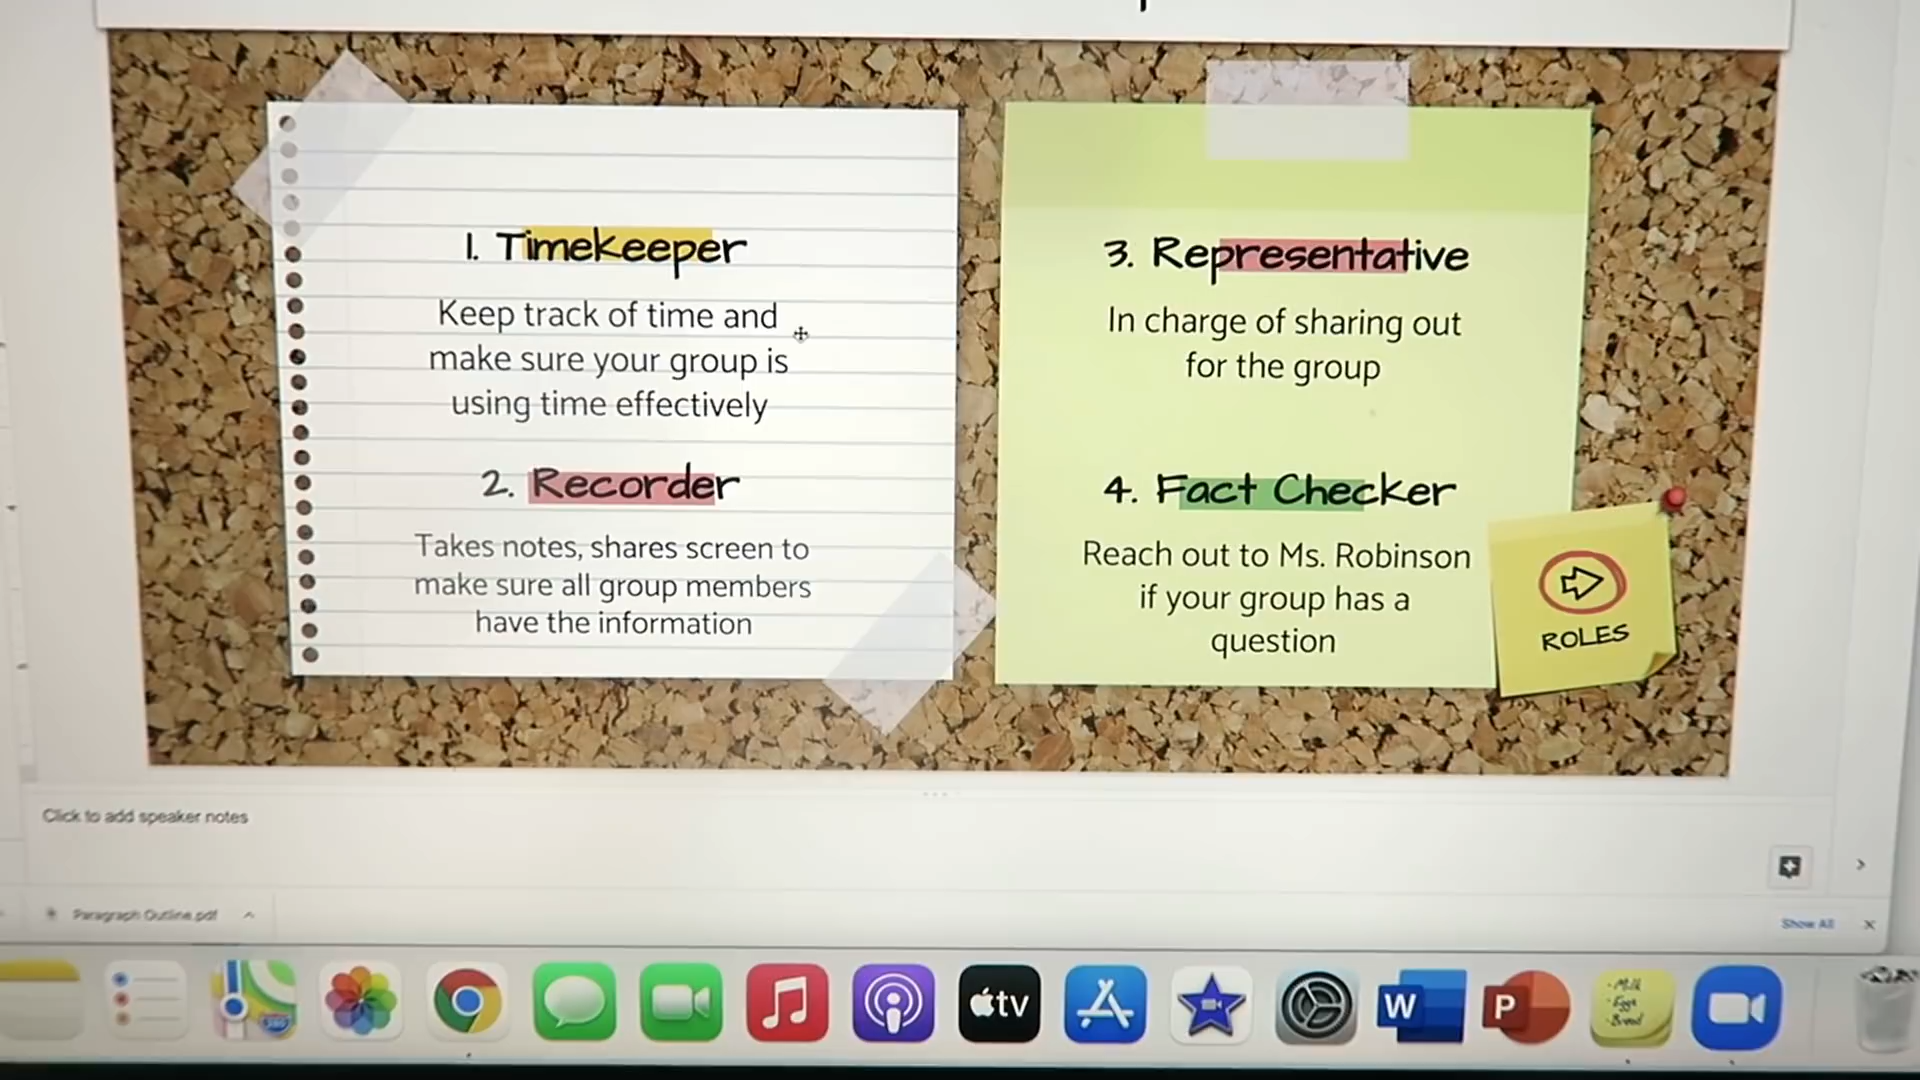 1. Timekeeper
Keep track of time and
make sure your group is
using time effectively
2. Recorder
Takes notes, shares screen to
make sure all group members
have the information
3. Representative
In charge of sharing out
for the group
4. Fact Checker
Reach out to Ms. Robinson
if your group has a
question
ROLES
Click to add speaker notes
Paragraph Outline.pdf
Show All
tv
W
P
Milk
Eggs
Bread